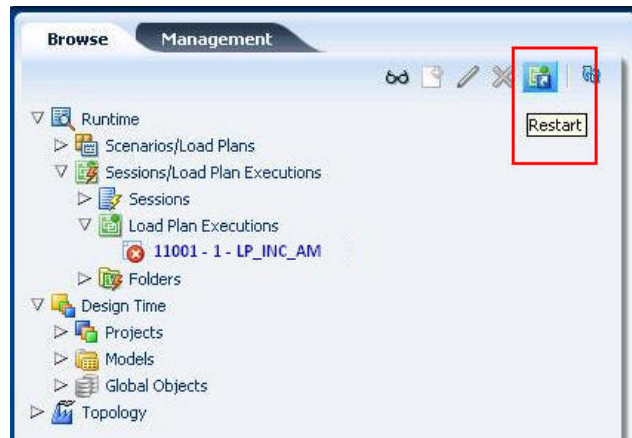 Browse Management
Restart
Runtime
Scenarios/Load Plans
Sessions/Load Plan Executions
Sessions
Load Plan Executions
11001 - 1 - LP_INC_AM
Folders
Design Time
Projects
Models
Global Objects
Topology